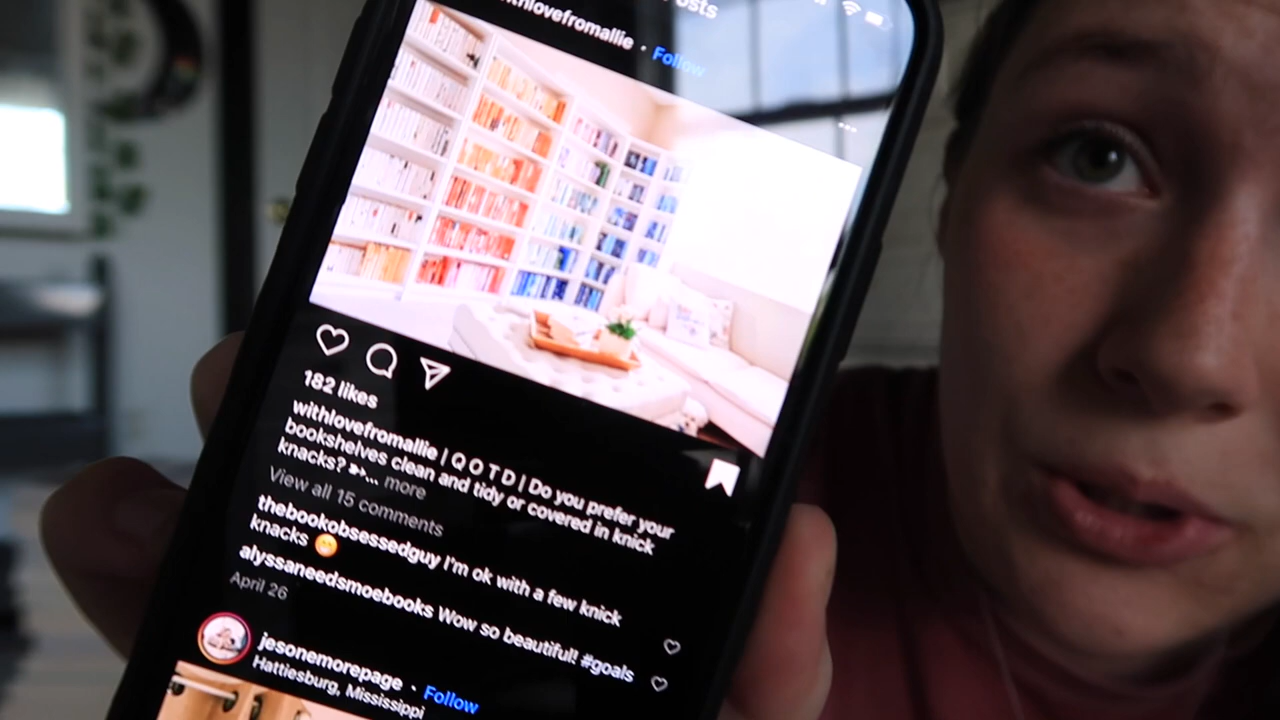 withlovefromallie • Follow
182 likes
withlovefromallie | Q O T D | Do you prefer your
bookshelves clean and tidy or covered in knick
knacks? ➳... more
View all 15 comments
thebookobsessedguy I'm ok with a few knick
knacks 😁
alyssaneedsmoebooks Wow so beautiful! #goals
April 26
jesonemorepage • Follow
Hattiesburg, Mississippi